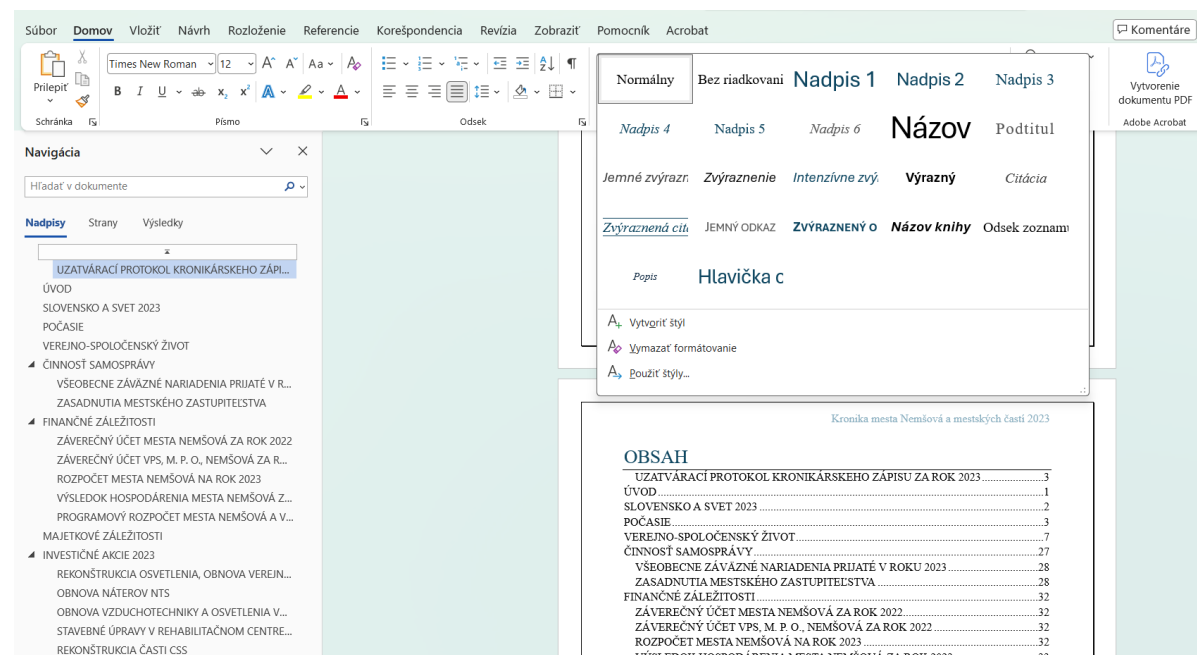 Súbor Domov Vložiť Návrh Rozloženie Referencie Korešpondencia Revízia Zobraziť Pomocník Acrobat Komentáre
Times New Roman 12
Prilepiť
Schránka Písmo Odsek
Normálny Bez riadkovani Nadpis 1 Nadpis 2 Nadpis 3
Nadpis 4 Nadpis 5 Nadpis 6 Názov Podtitul
Jemné zvýrazn Zvýraznenie Intenzívne zvý Výrazný Citácia
Zvýraznená cit JEMNÝ ODKAZ ZVÝRAZNENÝ O Názov knihy Odsek zoznam
Popis Hlavička o
Vytvoriť štýl
Vymazať formátovanie
Použiť štýly...
Vytvorenie
dokumentu PDF
Adobe Acrobat
Navigácia
Hľadať v dokumente
Nadpisy Strany Výsledky
UZATVÁRACÍ PROTOKOL KRONIKÁRSKEHO ZÁPI...
ÚVOD
SLOVENSKO A SVET 2023
POČASIE
VEREJNO-SPOLOČENSKÝ ŽIVOT
ČINNOSŤ SAMOSPRÁVY
VŠEOBECNE ZÁVÄZNÉ NARIADENIA PRIJATÉ V R...
ZASADNUTIA MESTSKÉHO ZASTUPITEĽSTVA
FINANČNÉ ZÁLEŽITOSTI
ZÁVEREČNÝ ÚČET MESTA NEMŠOVÁ ZA ROK 2022
ZÁVEREČNÝ ÚČET VPS, M. P. O., NEMŠOVÁ ZA R...
ROZPOČET MESTA NEMŠOVÁ NA ROK 2023
VÝSLEDOK HOSPODÁRENIA MESTA NEMŠOVÁ Z...
PROGRAMOVÝ ROZPOČET MESTA NEMŠOVÁ A V...
MAJETKOVÉ ZÁLEŽITOSTI
INVESTIČNÉ AKCIE 2023
REKONŠTRUKCIA OSVETLENIA, OBNOVA VEREJN...
OBNOVA NÁTEROV NTS
OBNOVA VZDUCHOTECHNIKY A OSVETLENIA V...
STAVEBNÉ ÚPRAVY V REHABILITAČNOM CENTRE...
REKONŠTRUKCIA ČASTI CSS
Kronika mesta Nemšová a mestských častí 2023
OBSAH
UZATVÁRACÍ PROTOKOL KRONIKÁRSKEHO ZÁPISU ZA ROK 2023....................3
ÚVOD....................1
SLOVENSKO A SVET 2023....................2
POČASIE....................3
VEREJNO-SPOLOČENSKÝ ŽIVOT....................7
ČINNOSŤ SAMOSPRÁVY....................27
VŠEOBECNE ZÁVÄZNÉ NARIADENIA PRIJATÉ V ROKU 2023....................28
ZASADNUTIA MESTSKÉHO ZASTUPITEĽSTVA....................28
FINANČNÉ ZÁLEŽITOSTI....................32
ZÁVEREČNÝ ÚČET MESTA NEMŠOVÁ ZA ROK 2022....................32
ZÁVEREČNÝ ÚČET VPS, M. P. O., NEMŠOVÁ ZA ROK 2022....................32
ROZPOČET MESTA NEMŠOVÁ NA ROK 2023....................32